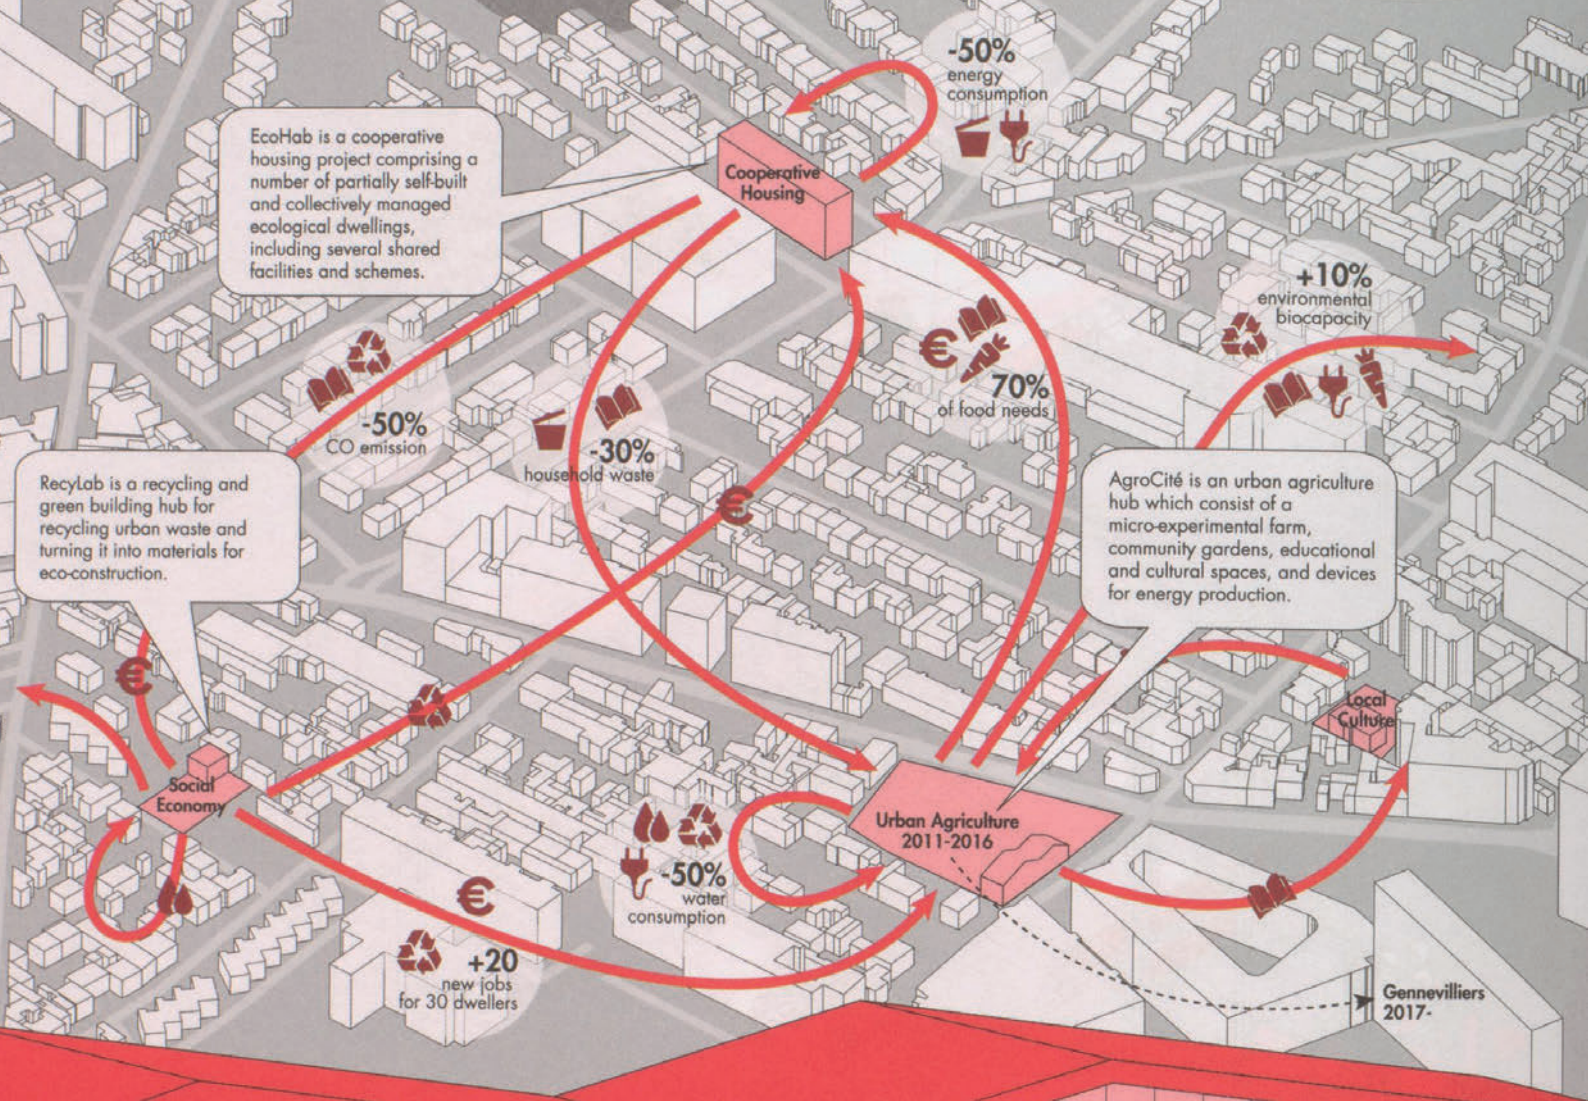 -50%
energy
consumption
EcoHab is a cooperative
housing project comprising a
number of partially self-built
and collectively managed
ecological dwellings,
including several shared
facilities and schemes.
Cooperative
Housing
+10%
environmental
biocapacity
€
70%
of food needs
-50%
CO emission
-30%
household waste
RecyLab is a recycling and
green building hub for
recycling urban waste and
turning it into materials for
eco-construction.
€
AgroCité is an urban agriculture
hub which consist of a
micro-experimental farm,
community gardens, educational
and cultural spaces, and devices
for energy production.
€
Local
Culture
Social
Economy
Urban Agriculture
2011-2016
-50%
water
consumption
€
+20
new jobs
for 30 dwellers
Gennevilliers
2017-